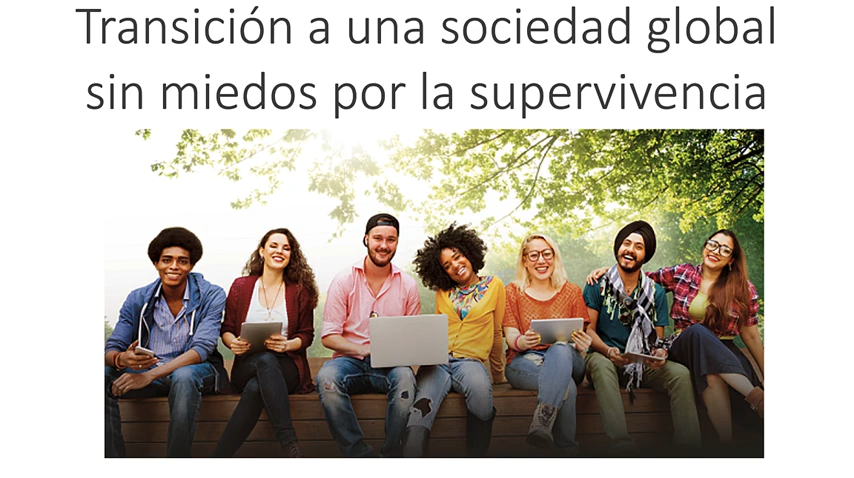 Transición a una sociedad global
sin miedos por la supervivencia